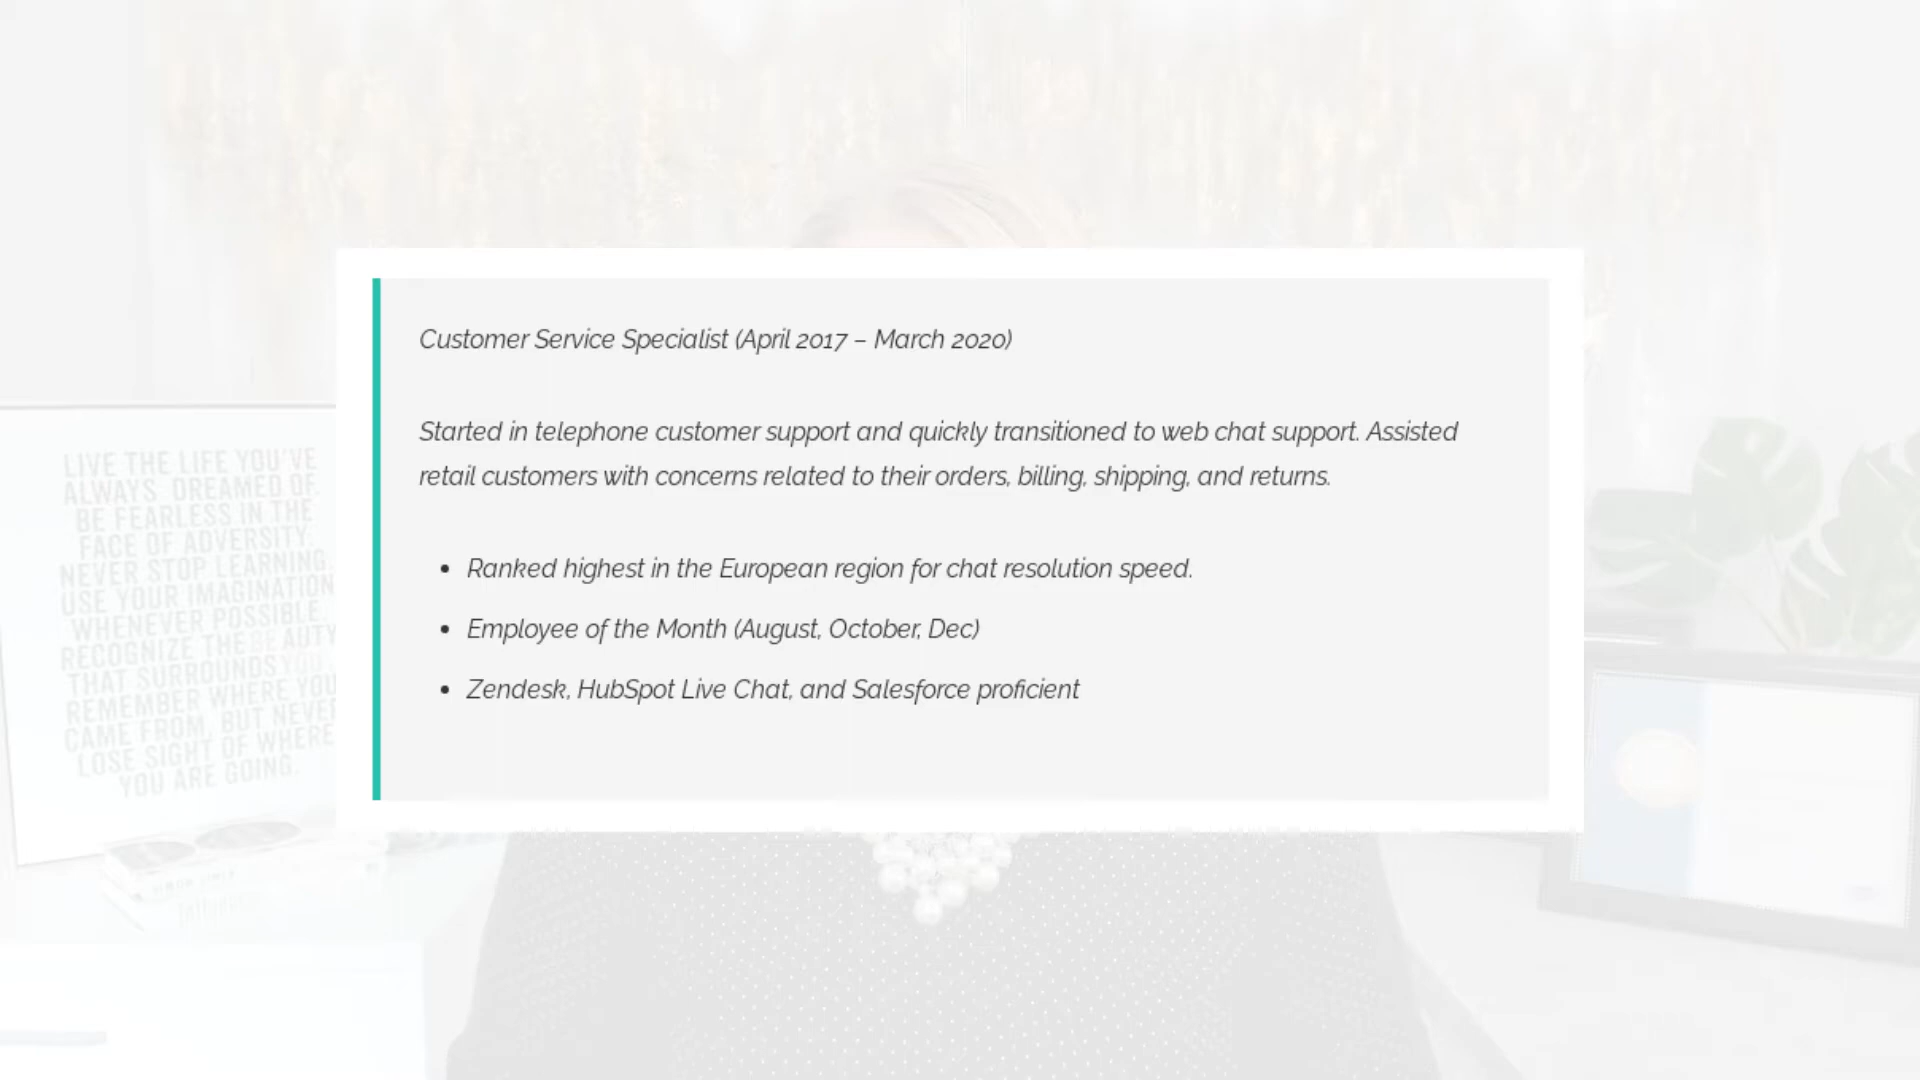 Customer Service Specialist (April 2017 – March 2020)
Started in telephone customer support and quickly transitioned to web chat support. Assisted
retail customers with concerns related to their orders, billing, shipping, and returns.
• Ranked highest in the European region for chat resolution speed.
• Employee of the Month (August, October, Dec)
• Zendesk, HubSpot Live Chat, and Salesforce proficient
LIVE THE LIFE YOU'VE
ALWAYS DREAMED OF.
BE FEARLESS IN THE
FACE OF ADVERSITY.
NEVER STOP LEARNING.
USE YOUR IMAGINATION
WHENEVER POSSIBLE.
RECOGNIZE THE BEAUTY
THAT SURROUNDS YOU.
REMEMBER WHERE YOU
CAME FROM, BUT NEVER
LOSE SIGHT OF WHERE
YOU ARE GOING.